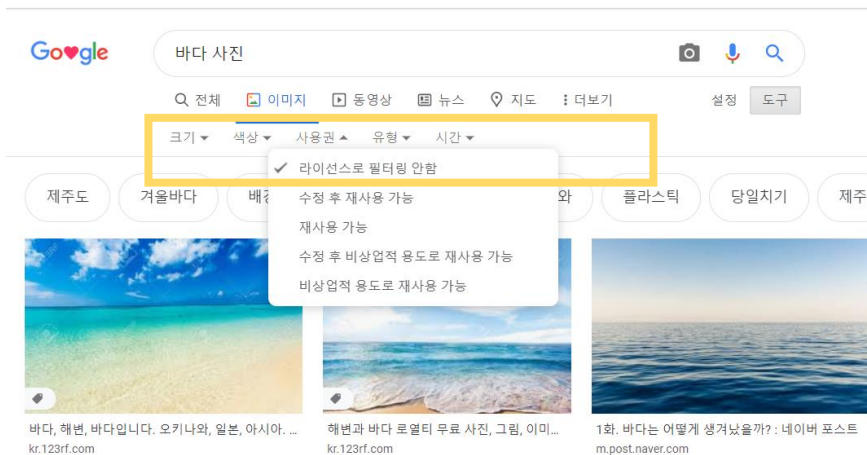 Go♥gle
바다 사진
전체 이미지 동영상 뉴스 지도 더보기 설정 도구
크기 색상 사용권 유형 시간
라이선스로 필터링 안함
수정 후 재사용 가능
재사용 가능
수정 후 비상업적 용도로 재사용 가능
비상업적 용도로 재사용 가능
제주도 겨울바다 플라스틱 당일치기 제주
바다, 해변, 바다입니다. 오키나와, 일본, 아시아. ...
kr.123rf.com
해변과 바다 로열티 무료 사진, 그림, 이미...
kr.123rf.com
1화. 바다는 어떻게 생겨났을까? : 네이버 포스트
m.post.naver.com